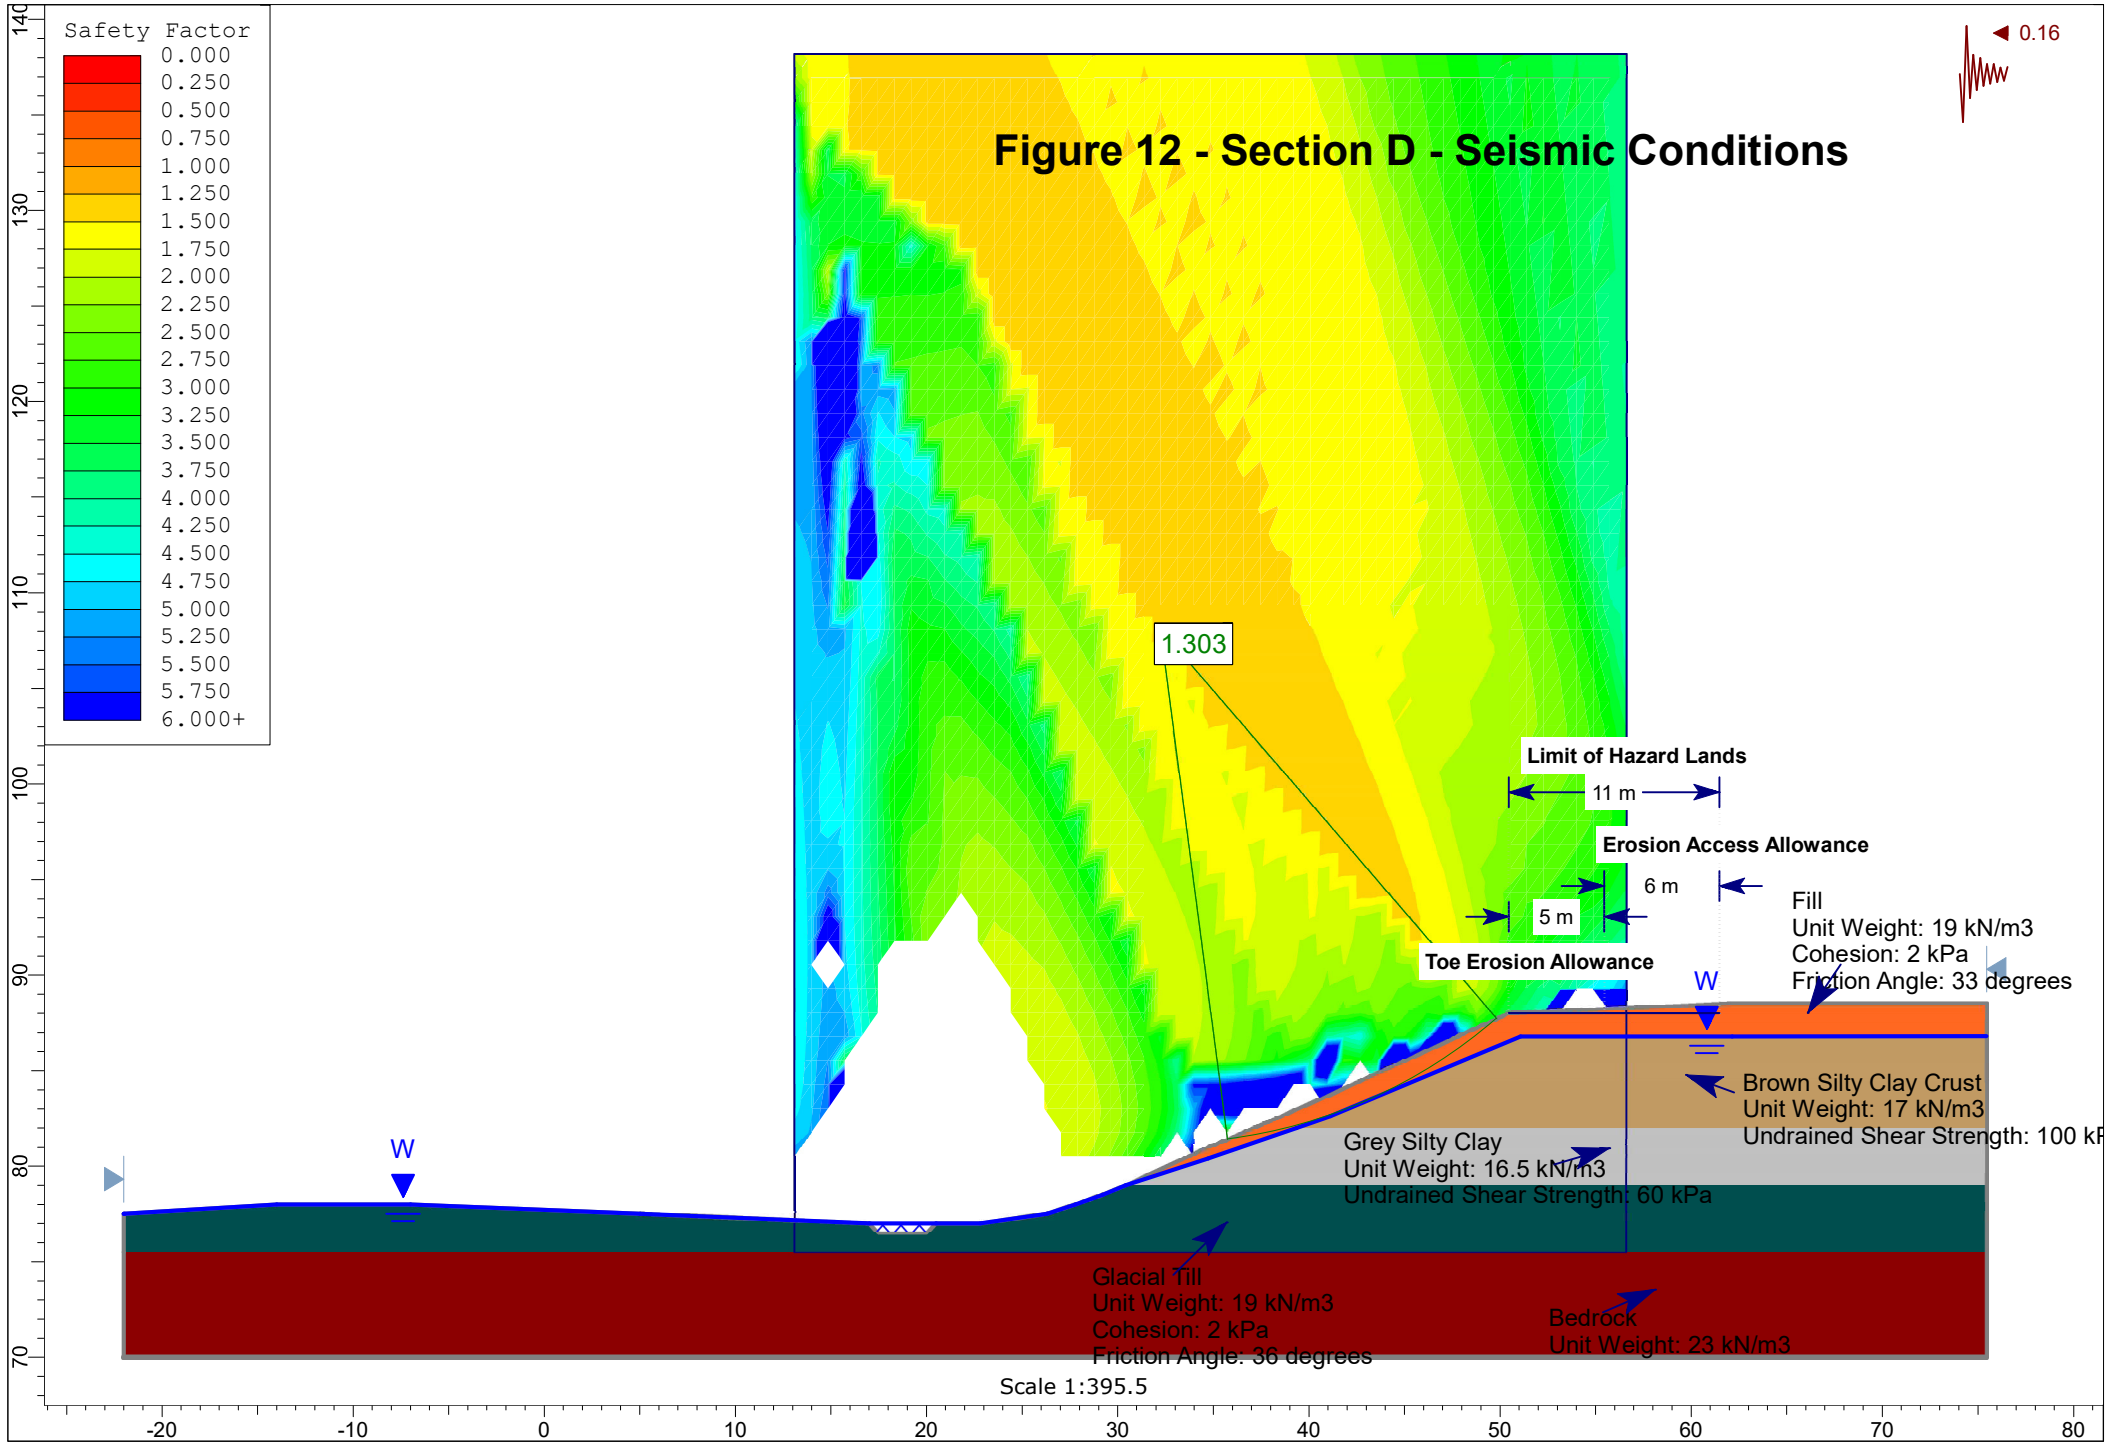 Safety Factor
0.000
0.250
0.500
0.750
1.000
1.250
1.500
1.750
2.000
2.250
2.500
2.750
3.000
3.250
3.500
3.750
4.000
4.250
4.500
4.750
5.000
5.250
5.500
5.750
6.000+
0.16
Figure 12 - Section D - Seismic Conditions
1.303
Limit of Hazard Lands
11 m
Erosion Access Allowance
6 m
5 m
Toe Erosion Allowance
Fill
Unit Weight: 19 kN/m3
Cohesion: 2 kPa
Friction Angle: 33 degrees
W
Brown Silty Clay Crust
Unit Weight: 17 kN/m3
Undrained Shear Strength: 100 kP
Grey Silty Clay
Unit Weight: 16.5 kN/m3
Undrained Shear Strength: 60 kPa
W
Glacial Till
Unit Weight: 19 kN/m3
Cohesion: 2 kPa
Friction Angle: 36 degrees
Bedrock
Unit Weight: 23 kN/m3
Scale 1:395.5
140
130
120
110
100
90
80
70
-20 -10 0 10 20 30 40 50 60 70 80